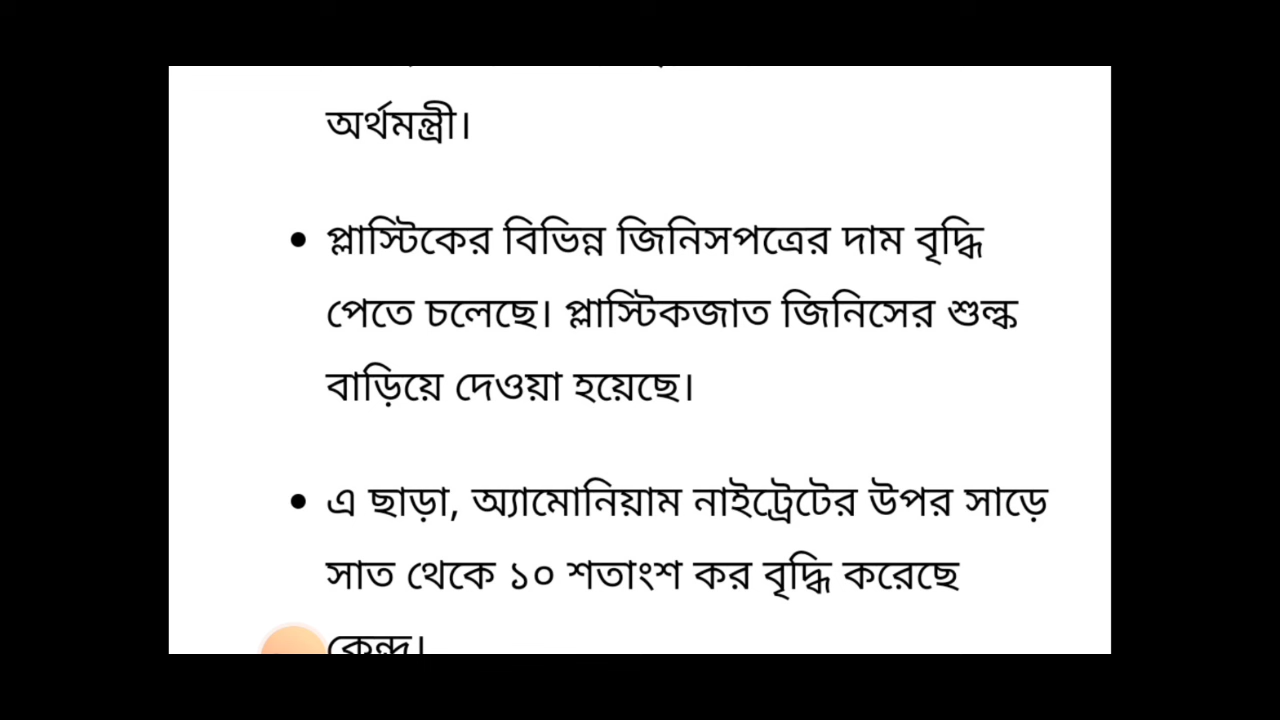 অর্থমন্ত্রী।
• প্লাস্টিকের বিভিন্ন জিনিসপত্রের দাম বৃদ্ধি
পেতে চলেছে। প্লাস্টিকজাত জিনিসের শুল্ক
বাড়িয়ে দেওয়া হয়েছে।
• এ ছাড়া, অ্যামোনিয়াম নাইট্রেটের উপর সাড়ে
সাত থেকে ১০ শতাংশ কর বৃদ্ধি করেছে
কেন্দ্র।